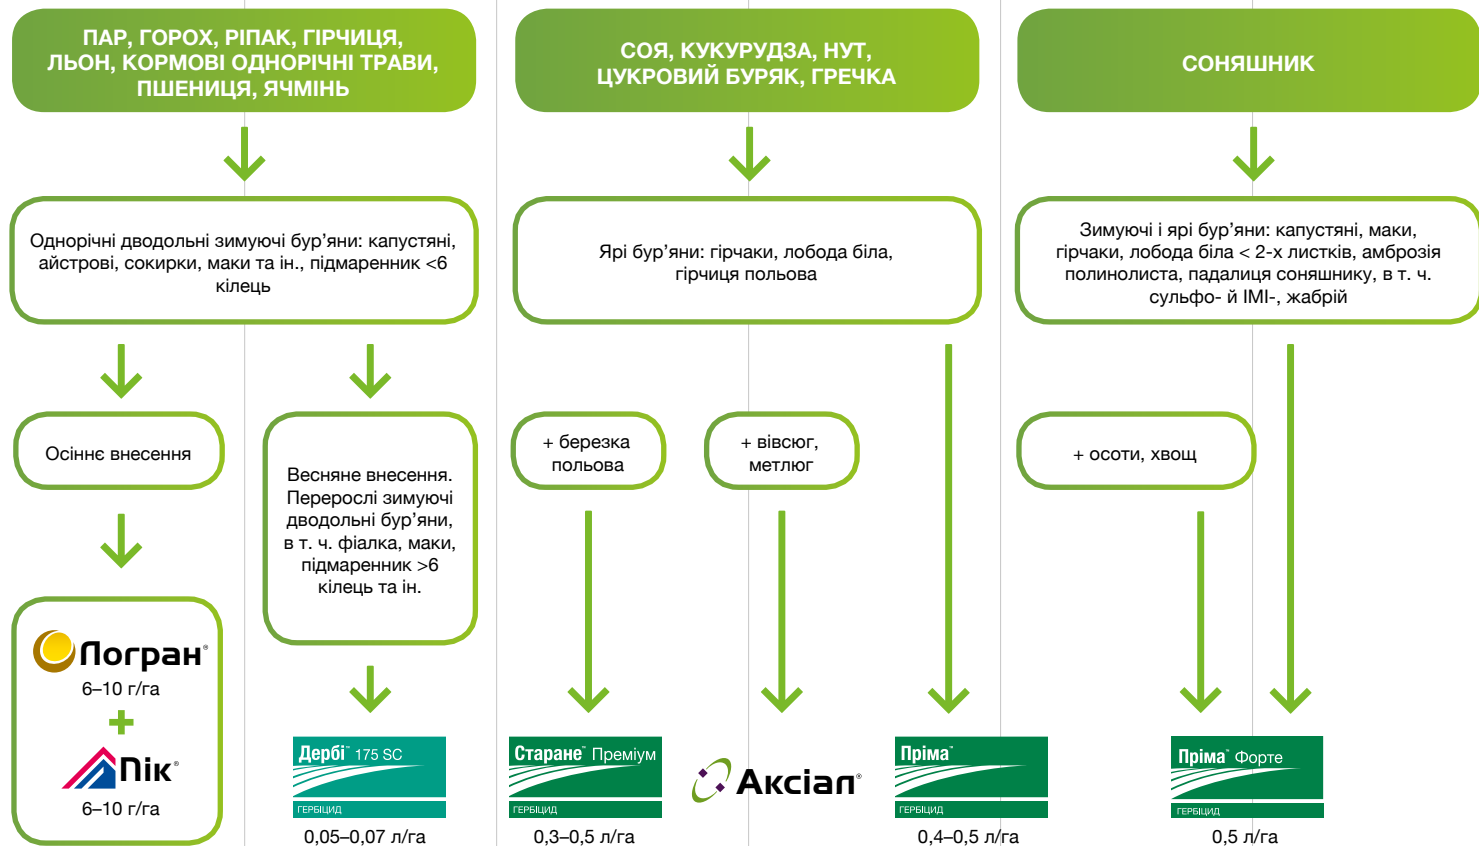 ПАР, ГОРОХ, РІПАК, ГІРЧИЦЯ,
ЛЬОН, КОРМОВІ ОДНОРІЧНІ ТРАВИ,
ПШЕНИЦЯ, ЯЧМІНЬ
СОЯ, КУКУРУДЗА, НУТ,
ЦУКРОВИЙ БУРЯК, ГРЕЧКА
СОНЯШНИК
Однорічні дводольні зимуючі бур’яни: капустяні,
айстрові, сокирки, маки та ін., підмаренник <6
кілець
Ярі бур’яни: гірчаки, лобода біла,
гірчиця польова
Зимуючі і ярі бур’яни: капустяні, маки,
гірчаки, лобода біла < 2-х листків, амброзія
полинолиста, падалиця соняшнику, в т. ч.
сульфо- й ІМІ-, жабрій
Осіннє внесення
Весняне внесення.
Перерослі зимуючі
дводольні бур’яни,
в т. ч. фіалка, маки,
підмаренник >6
кілець та ін.
+ березка
польова
+ вівсюг,
метлюг
+ осоти, хвощ
Логран®
6–10 г/га
+
Пік®
6–10 г/га
Дербі™ 175 SC
ГЕРБІЦИД
0,05–0,07 л/га
Старане™ Преміум
ГЕРБІЦИД
0,3–0,5 л/га
Аксіал®
Пріма™
ГЕРБІЦИД
0,4–0,5 л/га
Пріма™ Форте
ГЕРБІЦИД
0,5 л/га